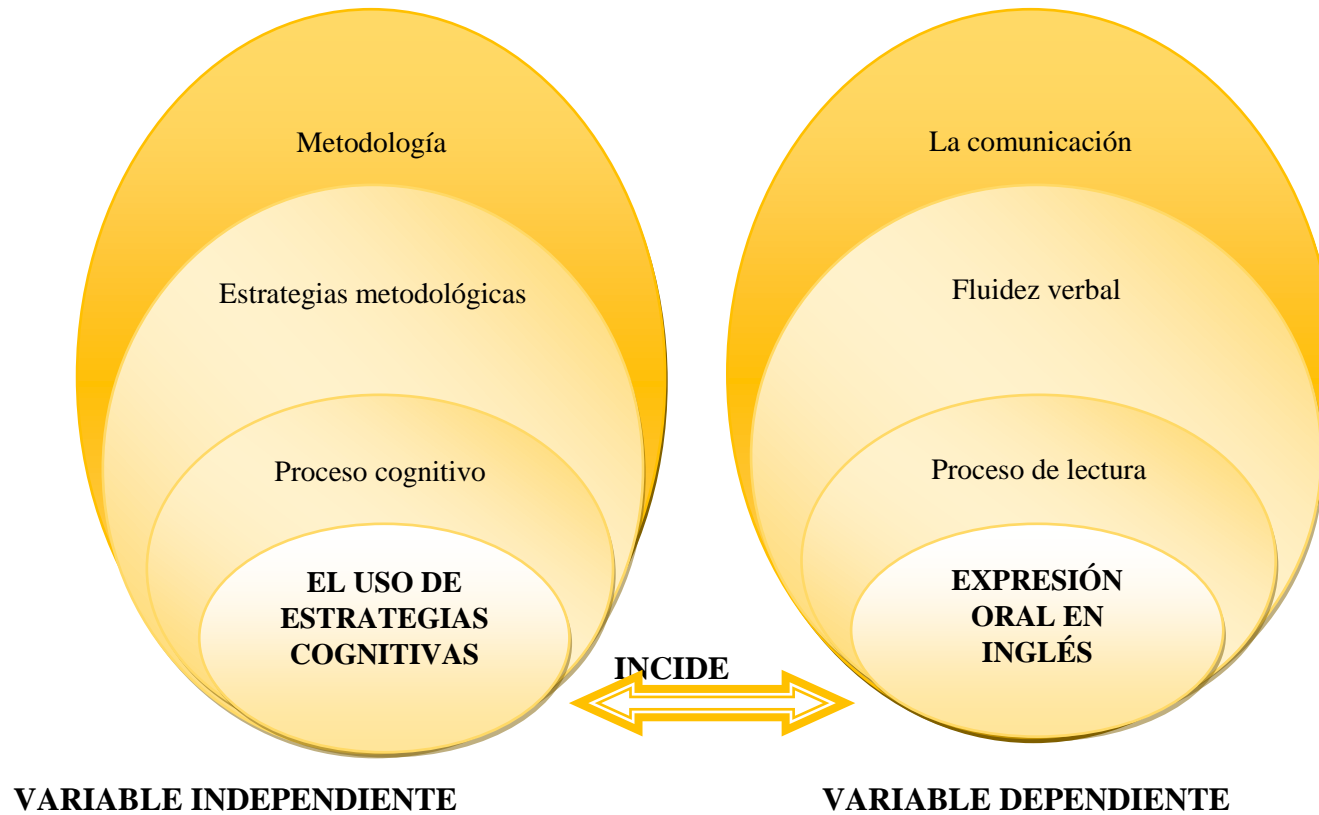 Metodología
Estrategias metodológicas
Proceso cognitivo
EL USO DE
ESTRATEGIAS
COGNITIVAS
La comunicación
Fluidez verbal
Proceso de lectura
EXPRESIÓN
ORAL EN
INGLÉS
INCIDE
VARIABLE INDEPENDIENTE
VARIABLE DEPENDIENTE